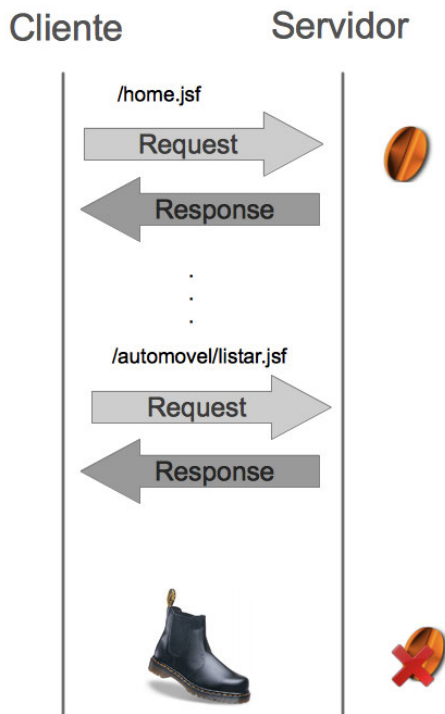 Cliente
Servidor
/home.jsf
Request
Response
/automovel/listar.jsf
Request
Response